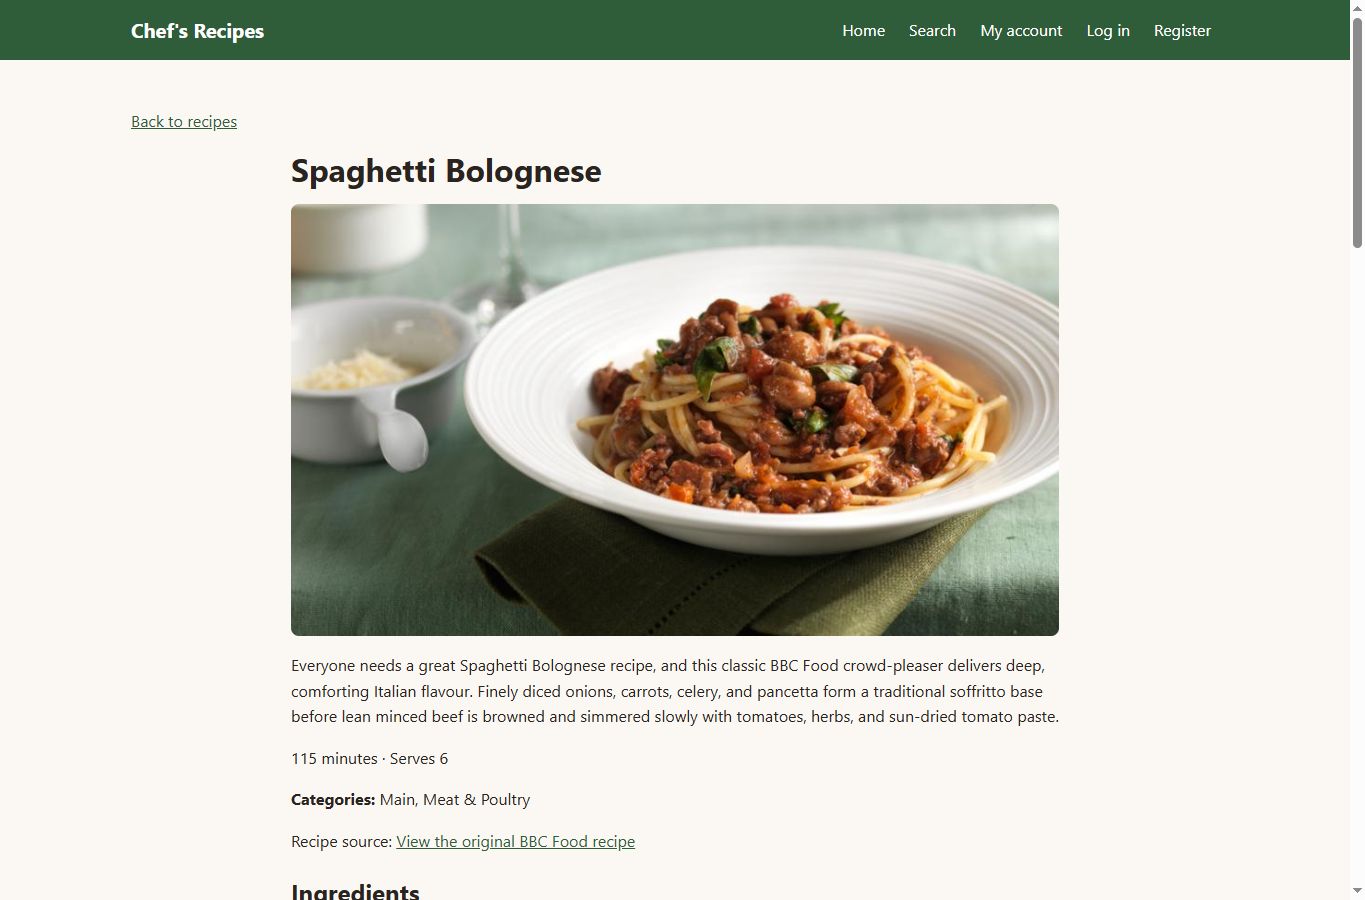 Chef's Recipes
Home Search My account Log in Register
Back to recipes
Spaghetti Bolognese
Everyone needs a great Spaghetti Bolognese recipe, and this classic BBC Food crowd-pleaser delivers deep,
comforting Italian flavour. Finely diced onions, carrots, celery, and pancetta form a traditional soffritto base
before lean minced beef is browned and simmered slowly with tomatoes, herbs, and sun-dried tomato paste.
115 minutes · Serves 6
Categories: Main, Meat & Poultry
Recipe source: View the original BBC Food recipe
Ingredients